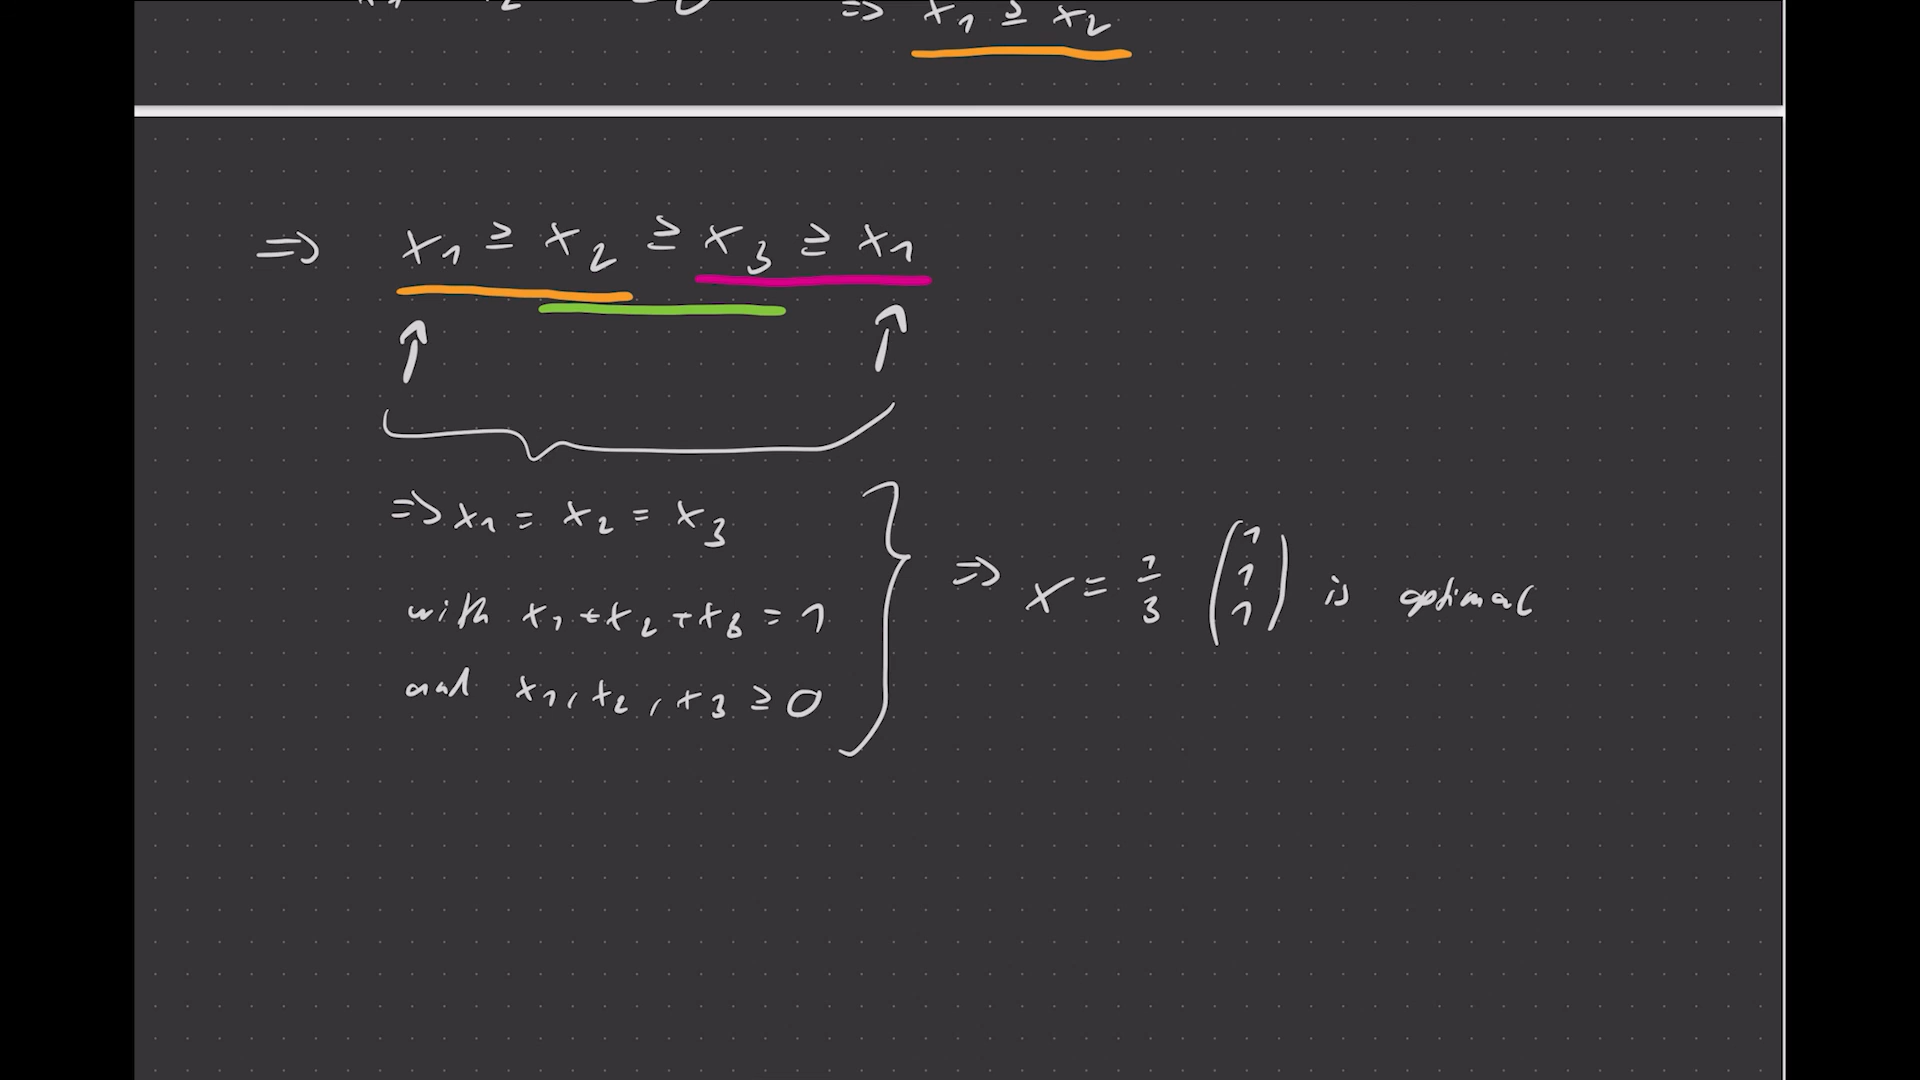 ⇒ x₁ ≥ x₂
⇒ x₁ ≥ x₂ ≥ x₃ ≥ x₁
⇒ x₁ = x₂ = x₃
with x₁ + x₂ + x₃ = 1
and x₁, x₂, x₃ ≥ 0
⇒ x = 1/3 (1 1 1) is optimal